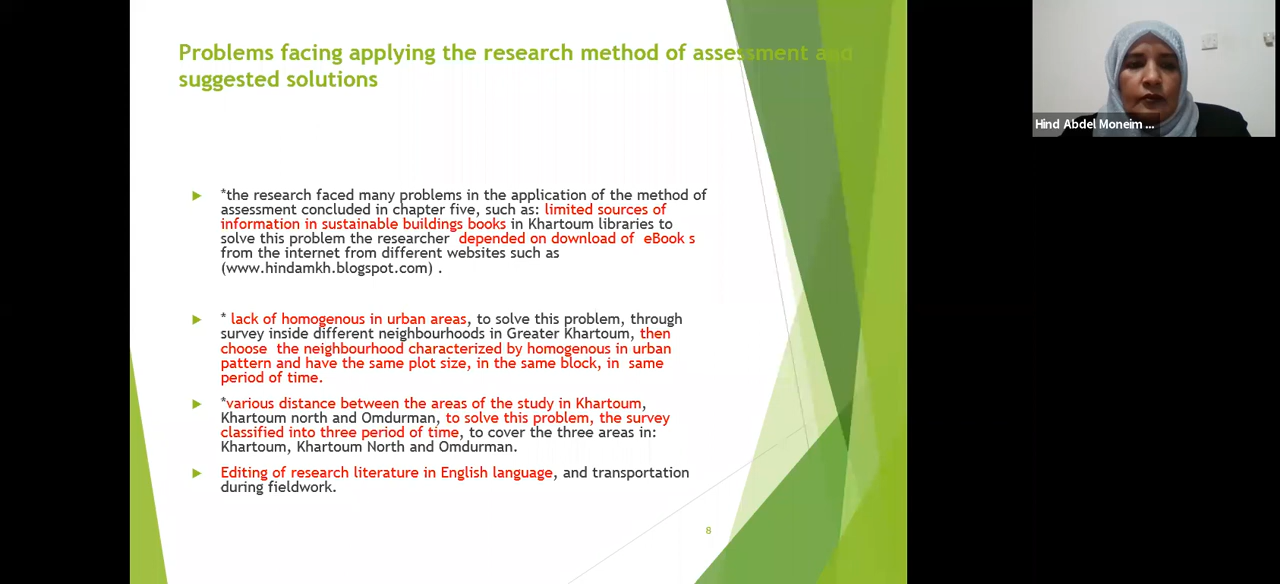 Problems facing applying the research method of assessment and
suggested solutions
*the research faced many problems in the application of the method of
assessment concluded in chapter five, such as: limited sources of
information in sustainable buildings books in Khartoum libraries to
solve this problem the researcher depended on download of eBook s
from the internet from different websites such as
(www.hindamkh.blogspot.com) .
* lack of homogenous in urban areas, to solve this problem, through
survey inside different neighbourhoods in Greater Khartoum, then
choose the neighbourhood characterized by homogenous in urban
pattern and have the same plot size, in the same block, in same
period of time.
*various distance between the areas of the study in Khartoum,
Khartoum north and Omdurman, to solve this problem, the survey
classified into three period of time, to cover the three areas in:
Khartoum, Khartoum North and Omdurman.
Editing of research literature in English language, and transportation
during fieldwork.
8
Hind Abdel Moneim ...